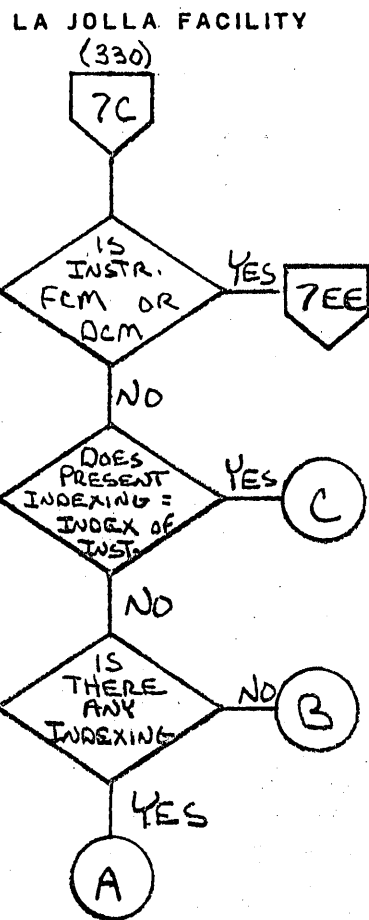 LA JOLLA FACILITY
(330)
7C
IS
INSTR.
FCM OR
DCM
YES
7EE
NO
DOES
PRESENT
INDEXING =
INDEX OF
INST.
YES
C
NO
IS
THERE
ANY
INDEXING
NO
B
YES
A